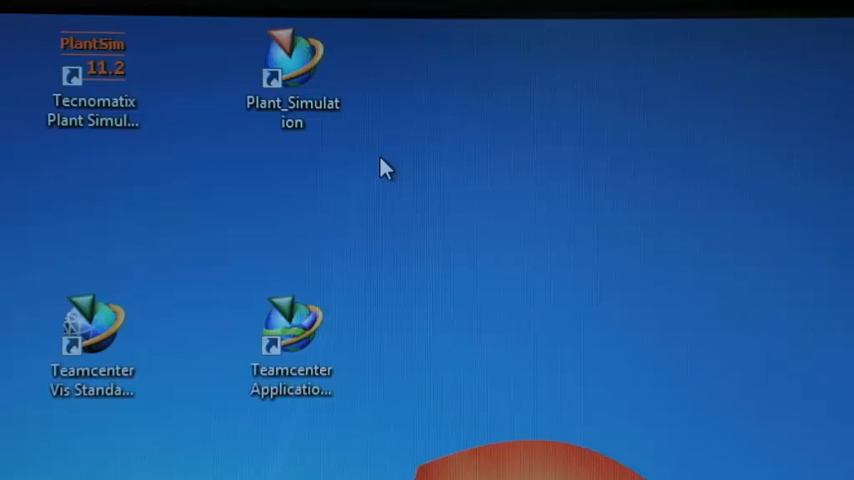 PlantSim
11.2
Tecnomatix
Plant Simul...
Plant_Simulat
ion
Teamcenter
Vis Standa...
Teamcenter
Applicatio...